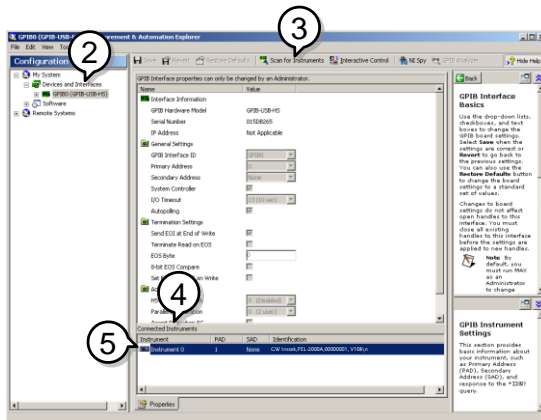 GPIB0 (GPIB-USB-H
rement & Automation Explorer
File Edit View Too
Configuration
Save Revert Restore Defaults Scan for Instruments Interactive Control NI Spy GPIB Analyzer Hide Help
My System
Devices and Interfaces
GPIB0 (GPIB-USB-HS)
Software
Remote Systems
GPIB Interface properties can only be changed by an Administrator.
Name Value
Interface Information
GPIB Hardware Model GPIB-USB-HS
Serial Number
IP Address Not Applicable
General Settings
GPIB Interface ID GPIB0
Primary Address 0
Secondary Address None
System Controller
I/O Timeout
Autopolling
Termination Settings
Send EOI at End of Write
Terminate Read on EOS
EOS Byte 0
8-bit EOS Compare
Set on Write
0 (Disabled)
Parall
Connected Instruments
Instrument PAD SAD Identification
Instrument 0 1 None GW Instek,PEL-2000A,00000001, V108\n
Properties
Back
GPIB Interface
Basics
Use the drop-down lists,
checkboxes, and text
boxes to change the
GPIB board settings.
Select Save when the
settings are correct or
Revert to go back to
the previous settings.
You can also use the
Restore Defaults button
to change the board
settings to a standard
set of values.
Changes to board
settings do not affect
open handles to this
interface. You must
close all existing
handles to this interface
before the settings are
applied to new handles.
Note By
default, you
must run MAX
as an
Administrator
to change
GPIB Instrument
Settings
This section provides
basic information about
your instrument, such
as Primary Address
(PAD), Secondary
Address (SAD), and
response to the *IDN?
query.
2
3
4
5